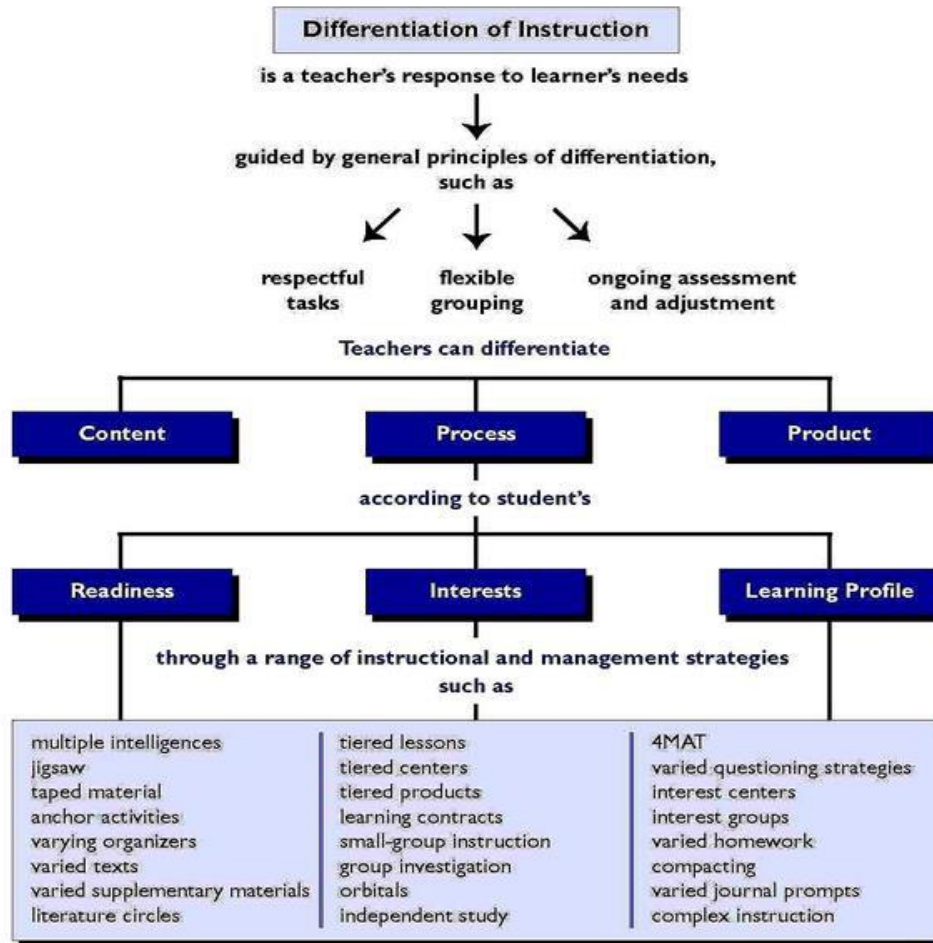 Differentiation of Instruction
is a teacher's response to learner's needs
guided by general principles of differentiation,
such as
respectful
tasks
flexible
grouping
ongoing assessment
and adjustment
Teachers can differentiate
Content
Process
Product
according to student's
Readiness
Interests
Learning Profile
through a range of instructional and management strategies
such as
multiple intelligences
jigsaw
taped material
anchor activities
varying organizers
varied texts
varied supplementary materials
literature circles
tiered lessons
tiered centers
tiered products
learning contracts
small-group instruction
group investigation
orbitals
independent study
4MAT
varied questioning strategies
interest centers
interest groups
varied homework
compacting
varied journal prompts
complex instruction